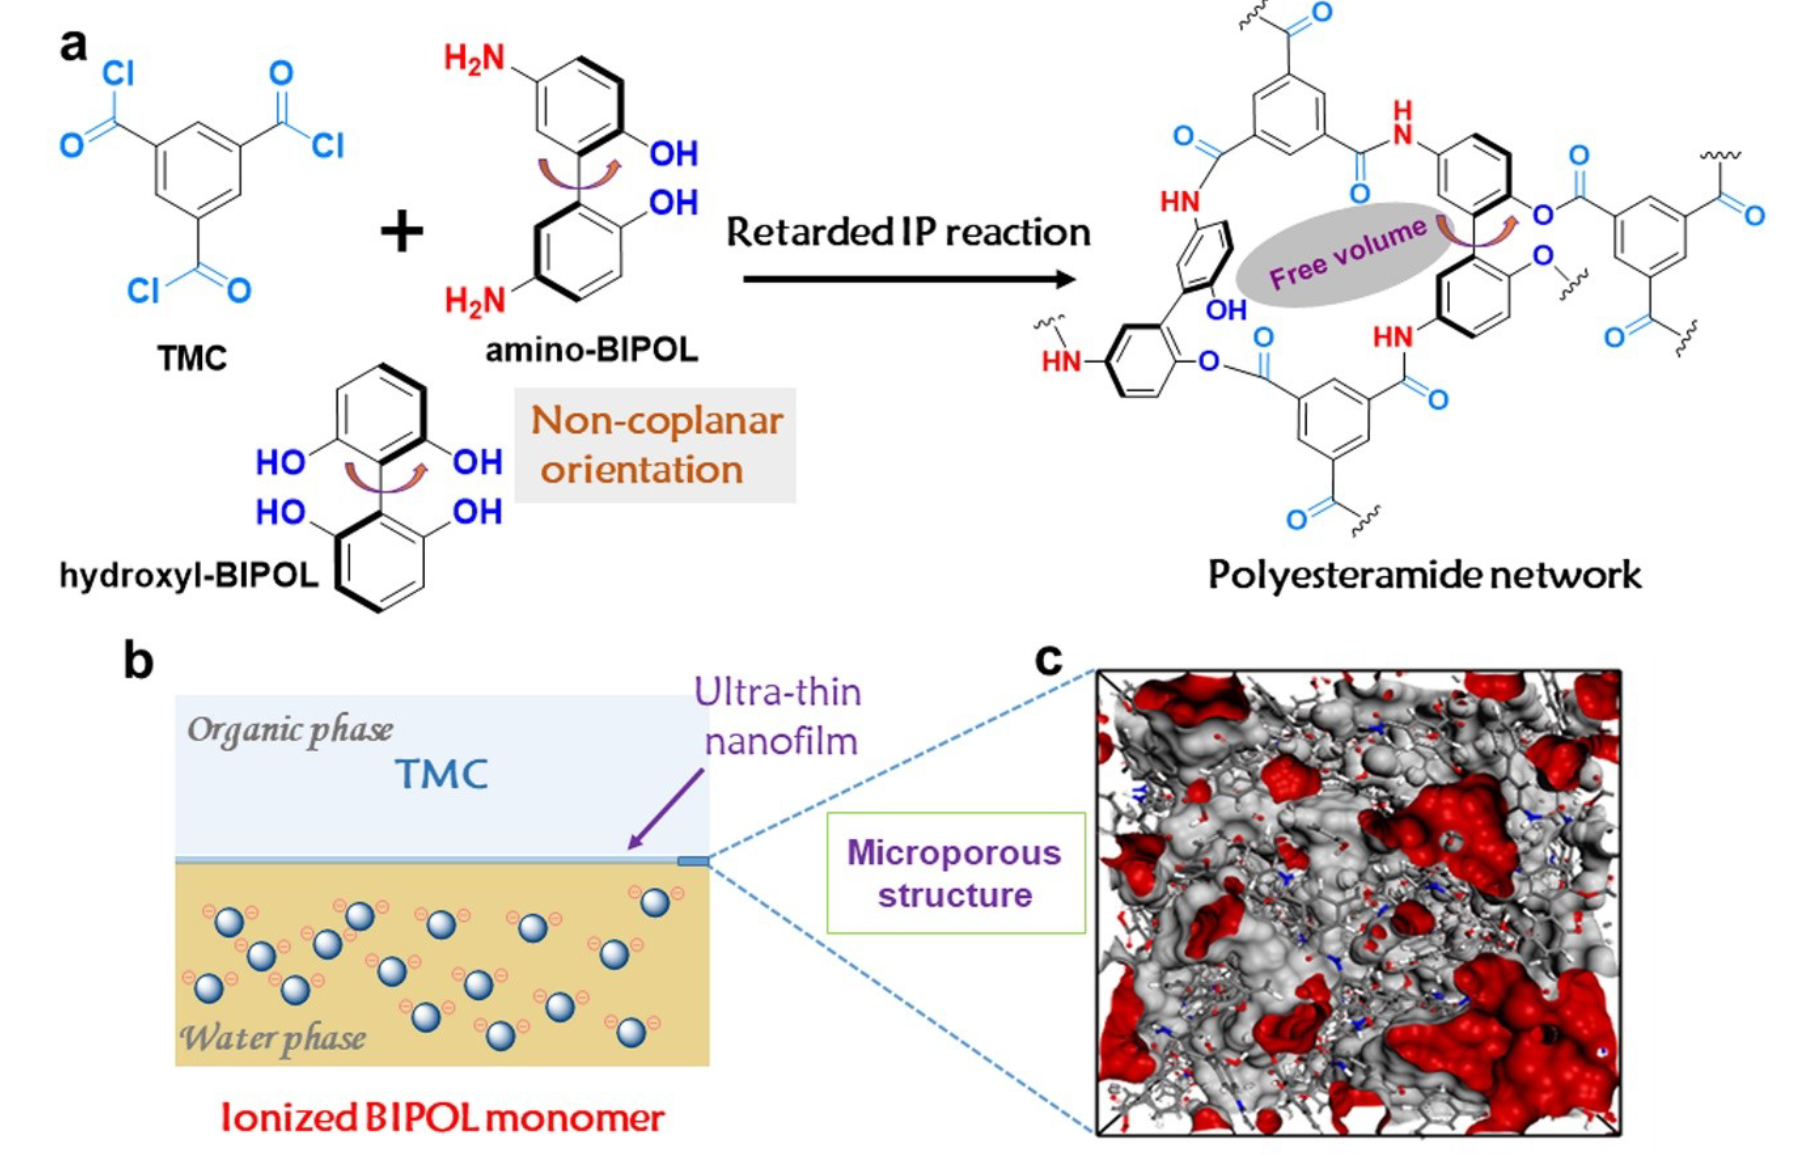 a
Cl
O
O
Cl
Cl
O
TMC
+
H₂N
OH
OH
H₂N
amino-BIPOL
HO
OH
HO
OH
hydroxyl-BIPOL
Non-coplanar
orientation
Retarded IP reaction
O
O
H
N
O
HN
O
O
O
O
Free volume
OH
O
HN
HN
O
O
O
O
O
Polyesteramide network
b
Organic phase
TMC
Ultra-thin
nanofilm
Water phase
Ionized BIPOL monomer
Microporous
structure
c